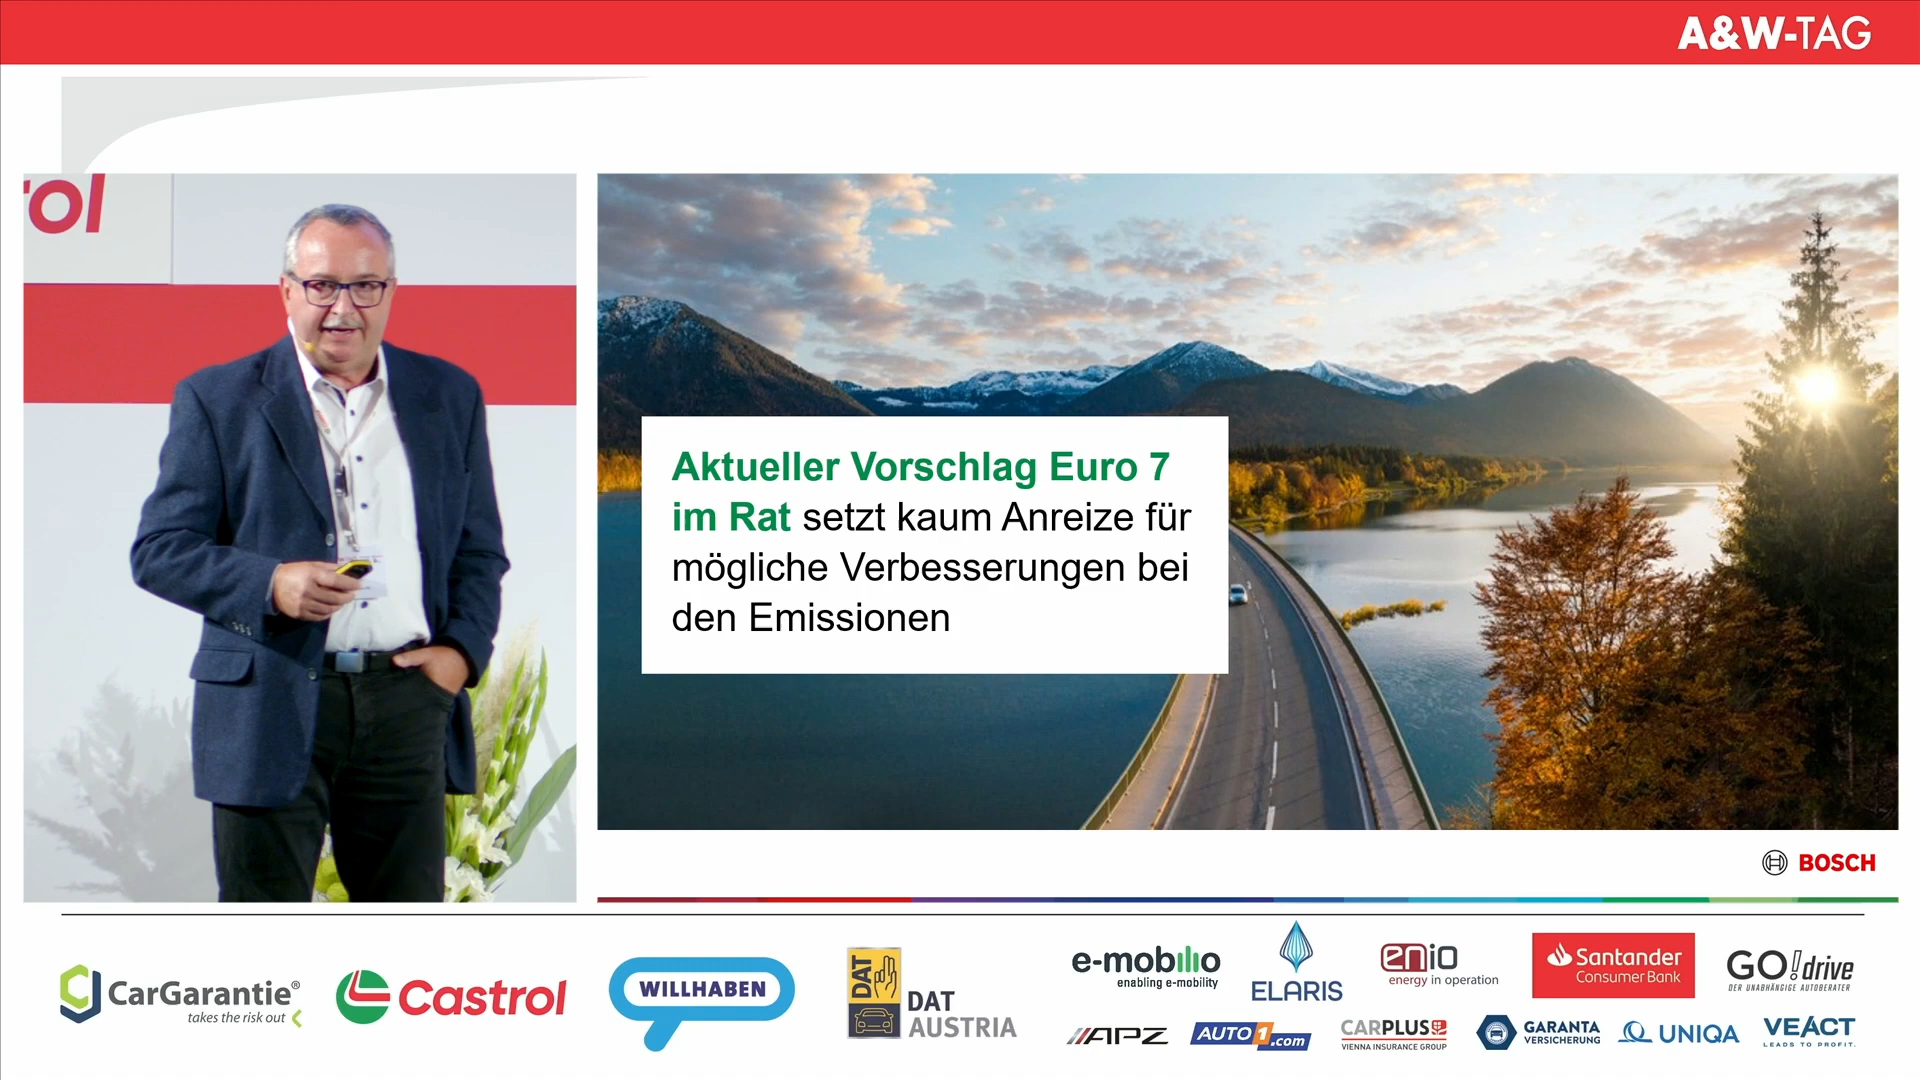 A&W-TAG
rol
Aktueller Vorschlag Euro 7
im Rat setzt kaum Anreize für
mögliche Verbesserungen bei
den Emissionen
BOSCH
CarGarantie®
takes the risk out
Castrol
WILLHABEN
DAT
DAT
AUSTRIA
e-mobilio
enabling e-mobility
ELARIS
enio
energy in operation
Santander
Consumer Bank
GO!drive
DER UNABHÄNGIGE AUTOBERATER
APZ
AUTO1.com
CARPLUS
VIENNA INSURANCE GROUP
GARANTA
VERSICHERUNG
UNIQA
VEACT
LEADS TO PROFIT.